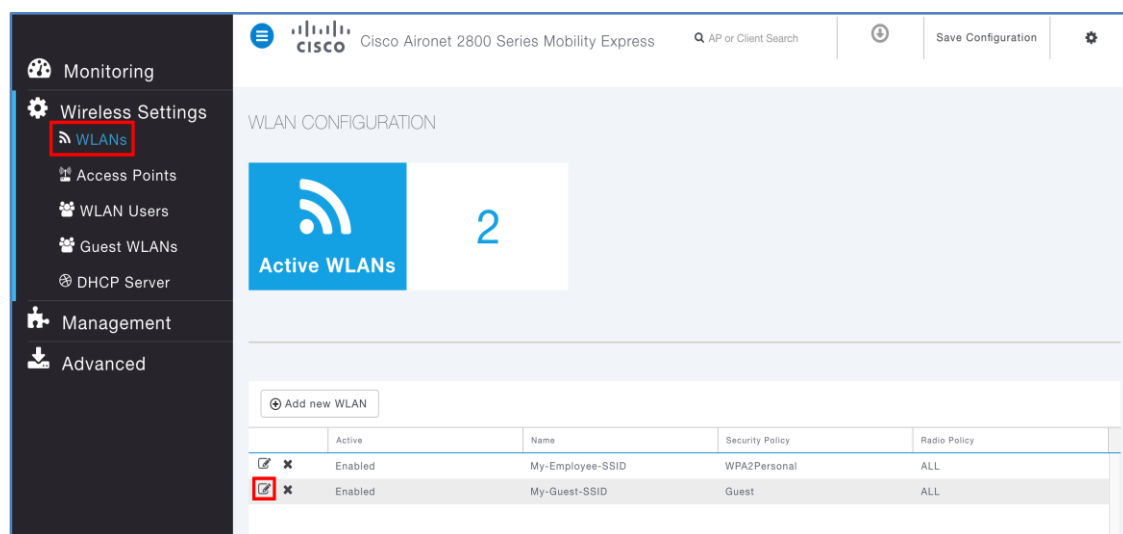 CISCO Cisco Aironet 2800 Series Mobility Express AP or Client Search Save Configuration
Monitoring
Wireless Settings
WLANs
Access Points
WLAN Users
Guest WLANs
DHCP Server
Management
Advanced
WLAN CONFIGURATION
Active WLANs
2
Add new WLAN
Active Name Security Policy Radio Policy
Enabled My-Employee-SSID WPA2Personal ALL
Enabled My-Guest-SSID Guest ALL